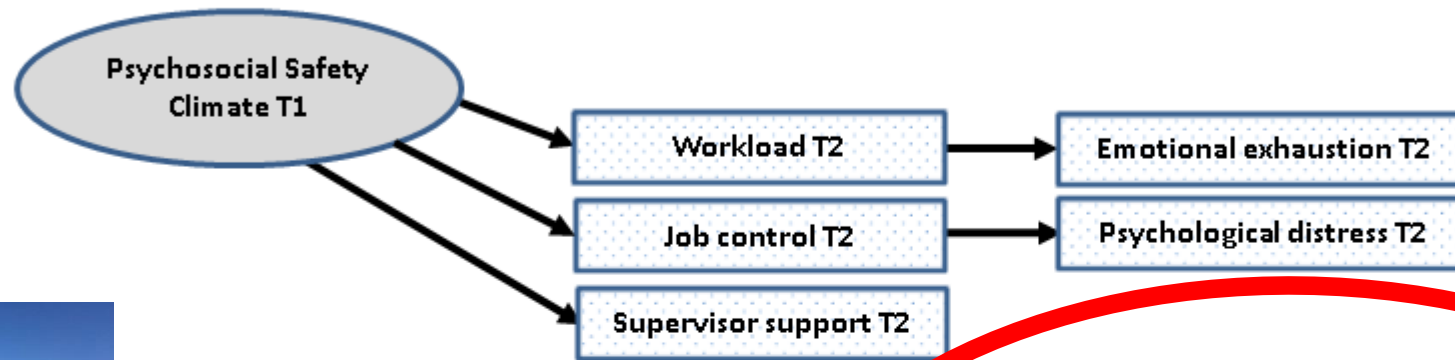 Psychosocial Safety
Climate T1
Workload T2
Emotional exhaustion T2
Job control T2
Psychological distress T2
Supervisor support T2